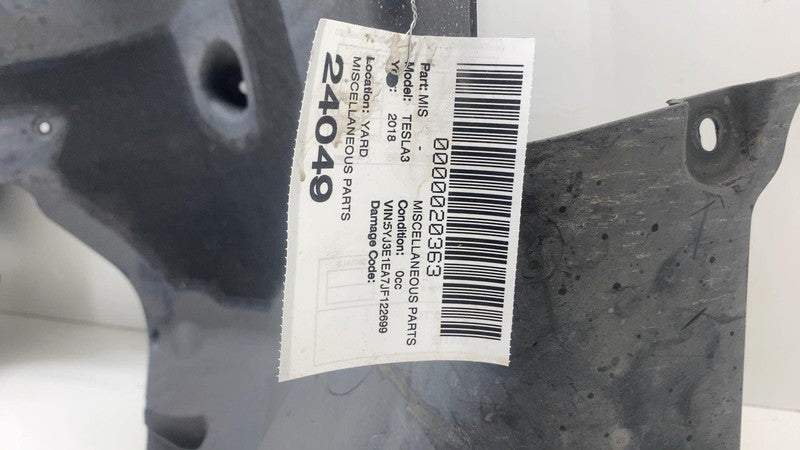 0000020363
Part: MIS - MISCELLANEOUS PARTS
Model: TESLA3 Condition: 0cc
2018 VIN:5YJ3E1EA7JF122699
Damage Code:
Location: YARD
MISCELLANEOUS PARTS
24049